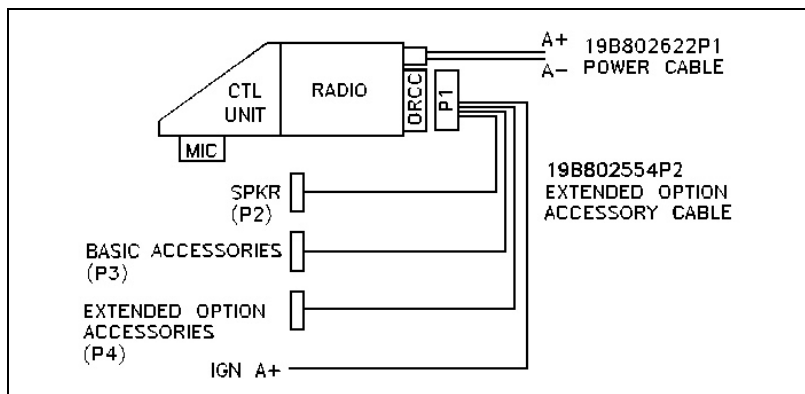 A+
A-
19B802622P1
POWER CABLE
CTL
UNIT
RADIO
ORCC
P1
MIC
19B802554P2
EXTENDED OPTION
ACCESSORY CABLE
SPKR
(P2)
BASIC ACCESSORIES
(P3)
EXTENDED OPTION
ACCESSORIES
(P4)
IGN A+